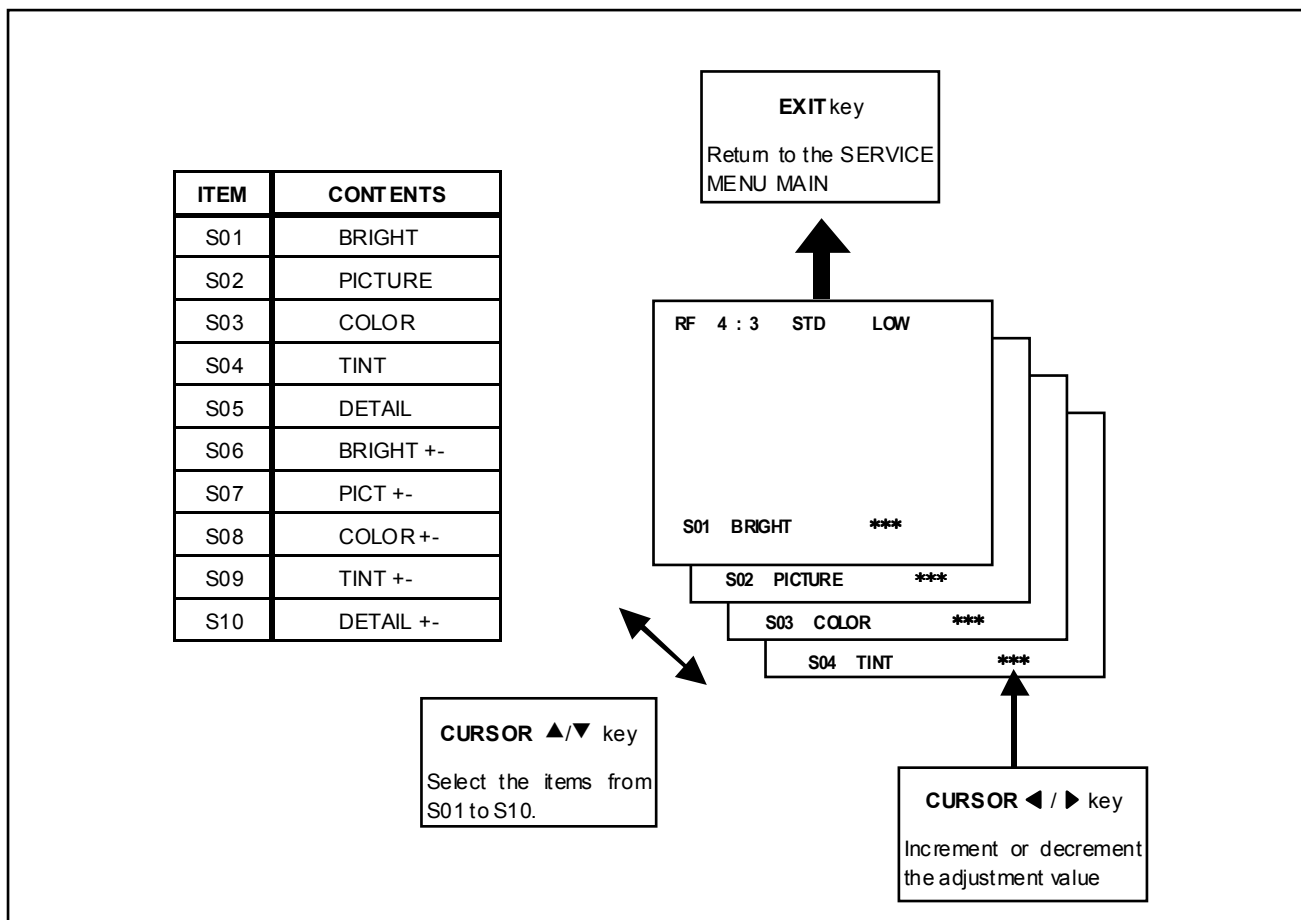 EXIT key
Return to the SERVICE
MENU MAIN
ITEM CONTENTS
S01 BRIGHT
S02 PICTURE
S03 COLOR
S04 TINT
S05 DETAIL
S06 BRIGHT +-
S07 PICT +-
S08 COLOR +-
S09 TINT +-
S10 DETAIL +-
RF 4 : 3 STD LOW
S01 BRIGHT ***
S02 PICTURE ***
S03 COLOR ***
S04 TINT ***
CURSOR ▲/▼ key
Select the items from
S01 to S10.
CURSOR ◀ / ▶ key
Increment or decrement
the adjustment value